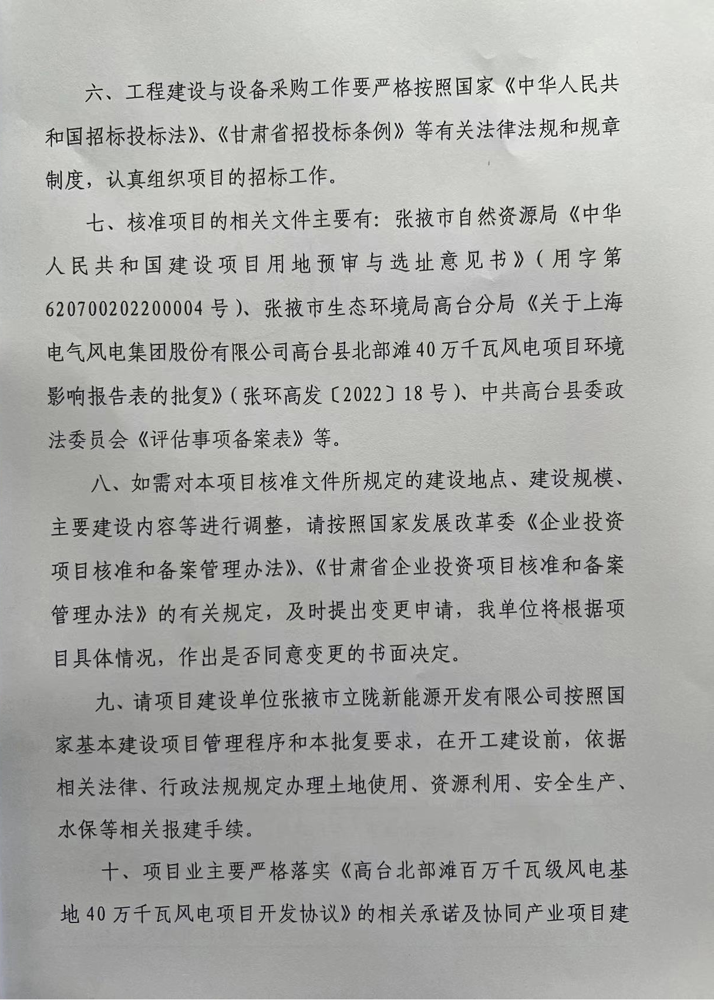 六、工程建设与设备采购工作要严格按照国家《中华人民共
和国招标投标法》、《甘肃省招投标条例》等有关法律法规和规章
制度，认真组织项目的招标工作。
七、核准项目的相关文件主要有：张掖市自然资源局《中华
人民共和国建设项目用地预审与选址意见书》（用字第
620700202200004 号）、张掖市生态环境局高台分局《关于上海
电气风电集团股份有限公司高台县北部滩 40 万千瓦风电项目环境
影响报告表的批复》（张环高发〔2022〕18 号）、中共高台县委政
法委员会《评估事项备案表》等。
八、如需对本项目核准文件所规定的建设地点、建设规模、
主要建设内容等进行调整，请按照国家发展改革委《企业投资
项目核准和备案管理办法》、《甘肃省企业投资项目核准和备案
管理办法》的有关规定，及时提出变更申请，我单位将根据项
目具体情况，作出是否同意变更的书面决定。
九、请项目建设单位张掖市立陇新能源开发有限公司按照国
家基本建设项目管理程序和本批复要求，在开工建设前，依据
相关法律、行政法规规定办理土地使用、资源利用、安全生产、
水保等相关报建手续。
十、项目业主要严格落实《高台北部滩百万千瓦级风电基
地 40 万千瓦风电项目开发协议》的相关承诺及协同产业项目建